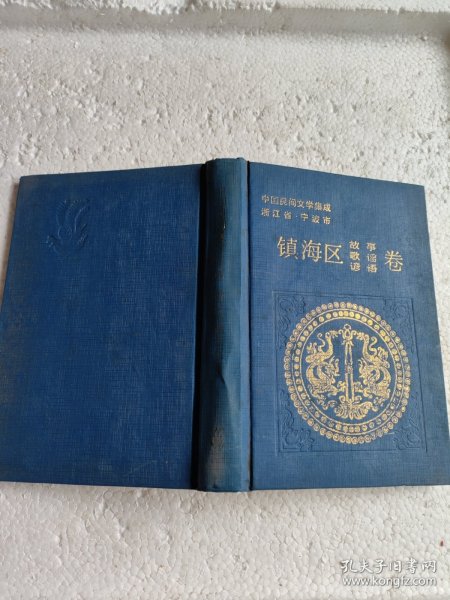 中国民间文学集成
浙江省·宁波市
镇海区 故事 歌谣 谚语 卷
孔夫子旧书网
www.kongfz.com